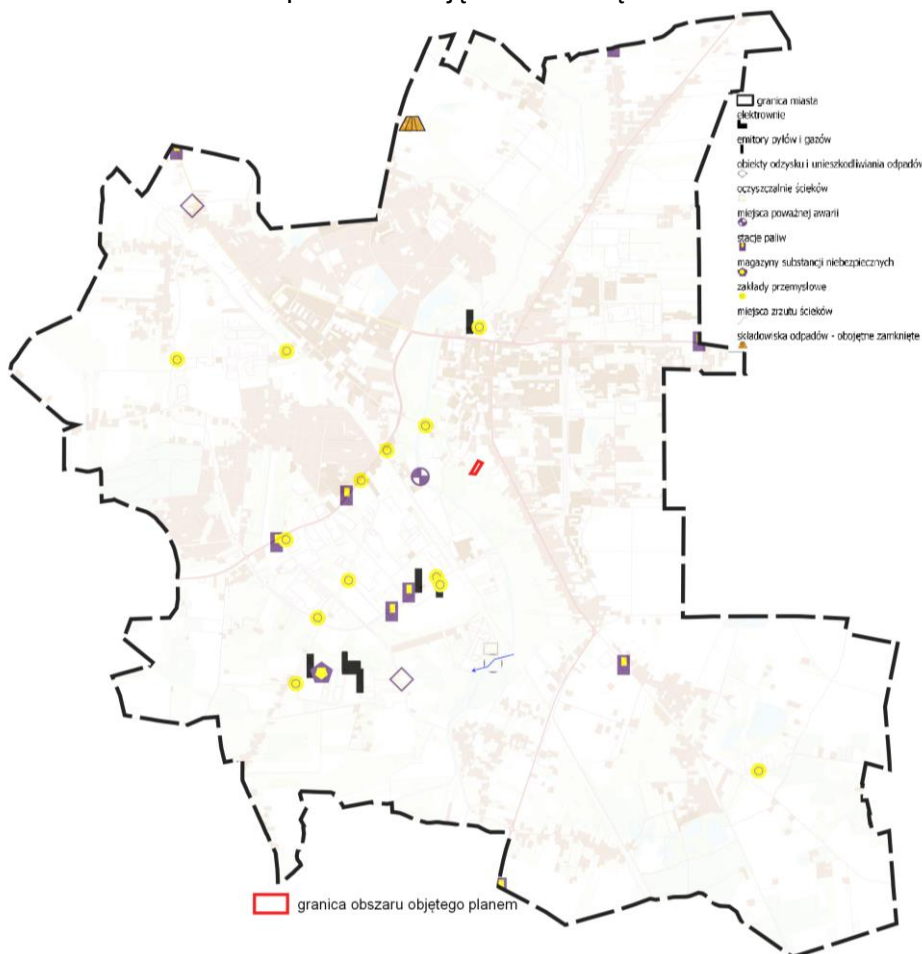 granica miasta
elektrownie
emitory pyłów i gazów
obiekty odzysku i unieszkodliwiania odpadów
oczyszczalnie ścieków
miejsca poważnej awarii
stacje paliw
magazyny substancji niebezpiecznych
zakłady przemysłowe
miejsca zrzutu ścieków
składowiska odpadów - obojętne zamknięte
granica obszaru objętego planem